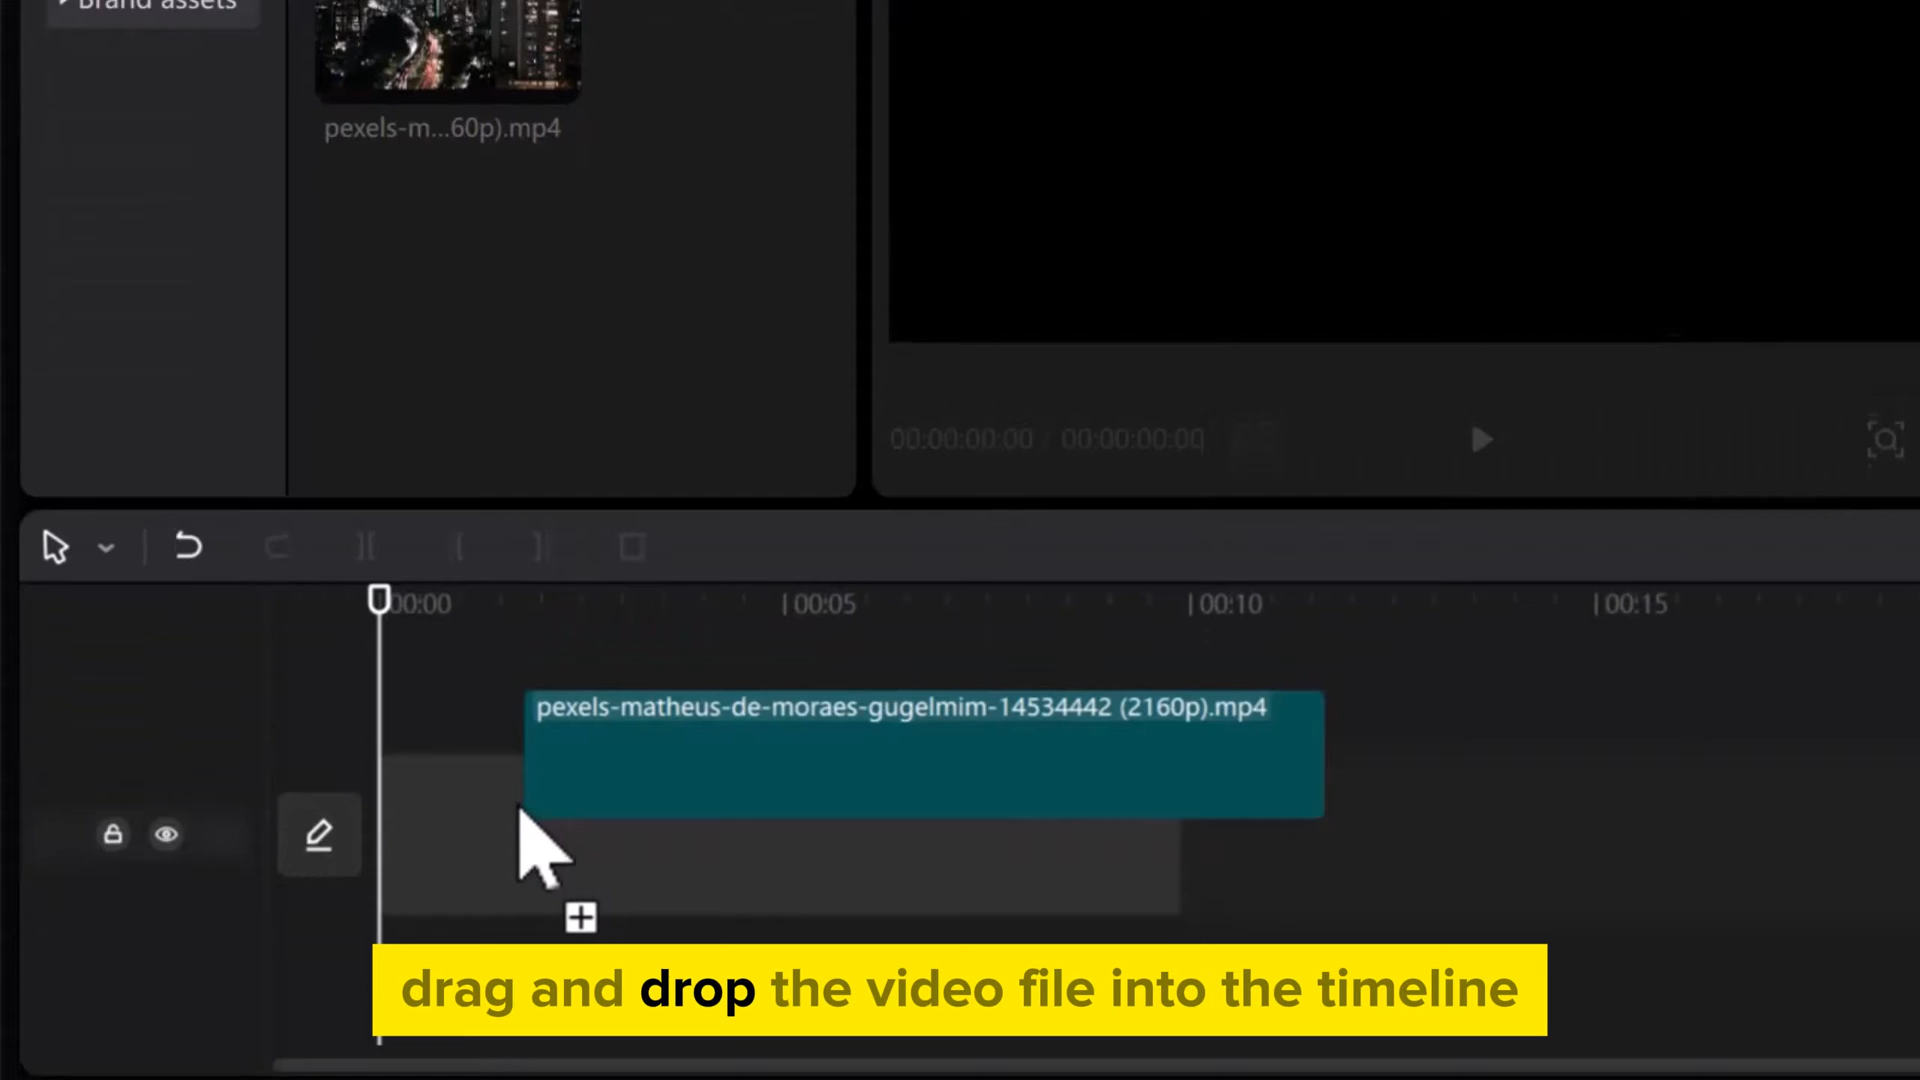 Brand assets
pexels-m...60p).mp4
00:00:00:00 / 00:00:00:00
00:00
00:05
00:10
00:15
pexels-matheus-de-moraes-gugelmim-14534442 (2160p).mp4
drag and drop the video file into the timeline